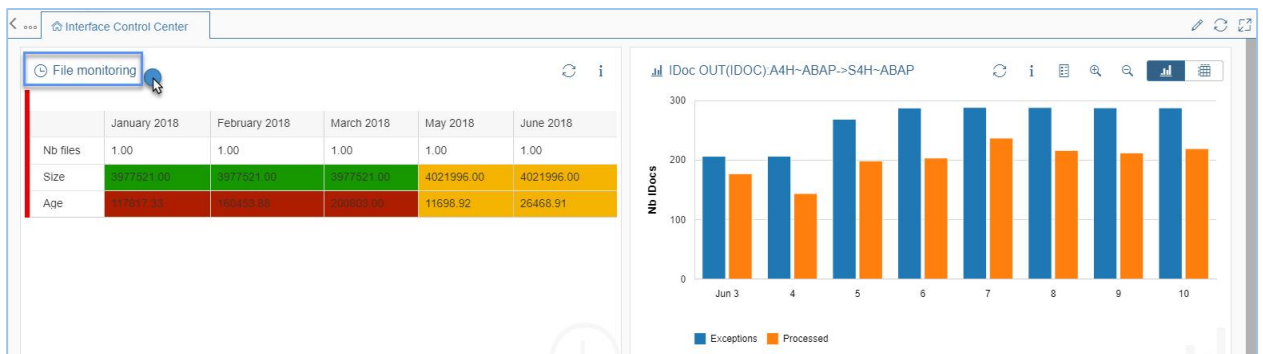 Interface Control Center
File monitoring
January 2018 February 2018 March 2018 May 2018 June 2018
Nb files 1.00 1.00 1.00 1.00 1.00
Size 3977521.00 3977521.00 3977521.00 4021996.00 4021996.00
Age 11698.92 26468.91
IDoc OUT(IDOC):A4H~ABAP->S4H~ABAP
300
200
100
0
Nb IDocs
Jun 3 4 5 6 7 8 9 10
Exceptions Processed